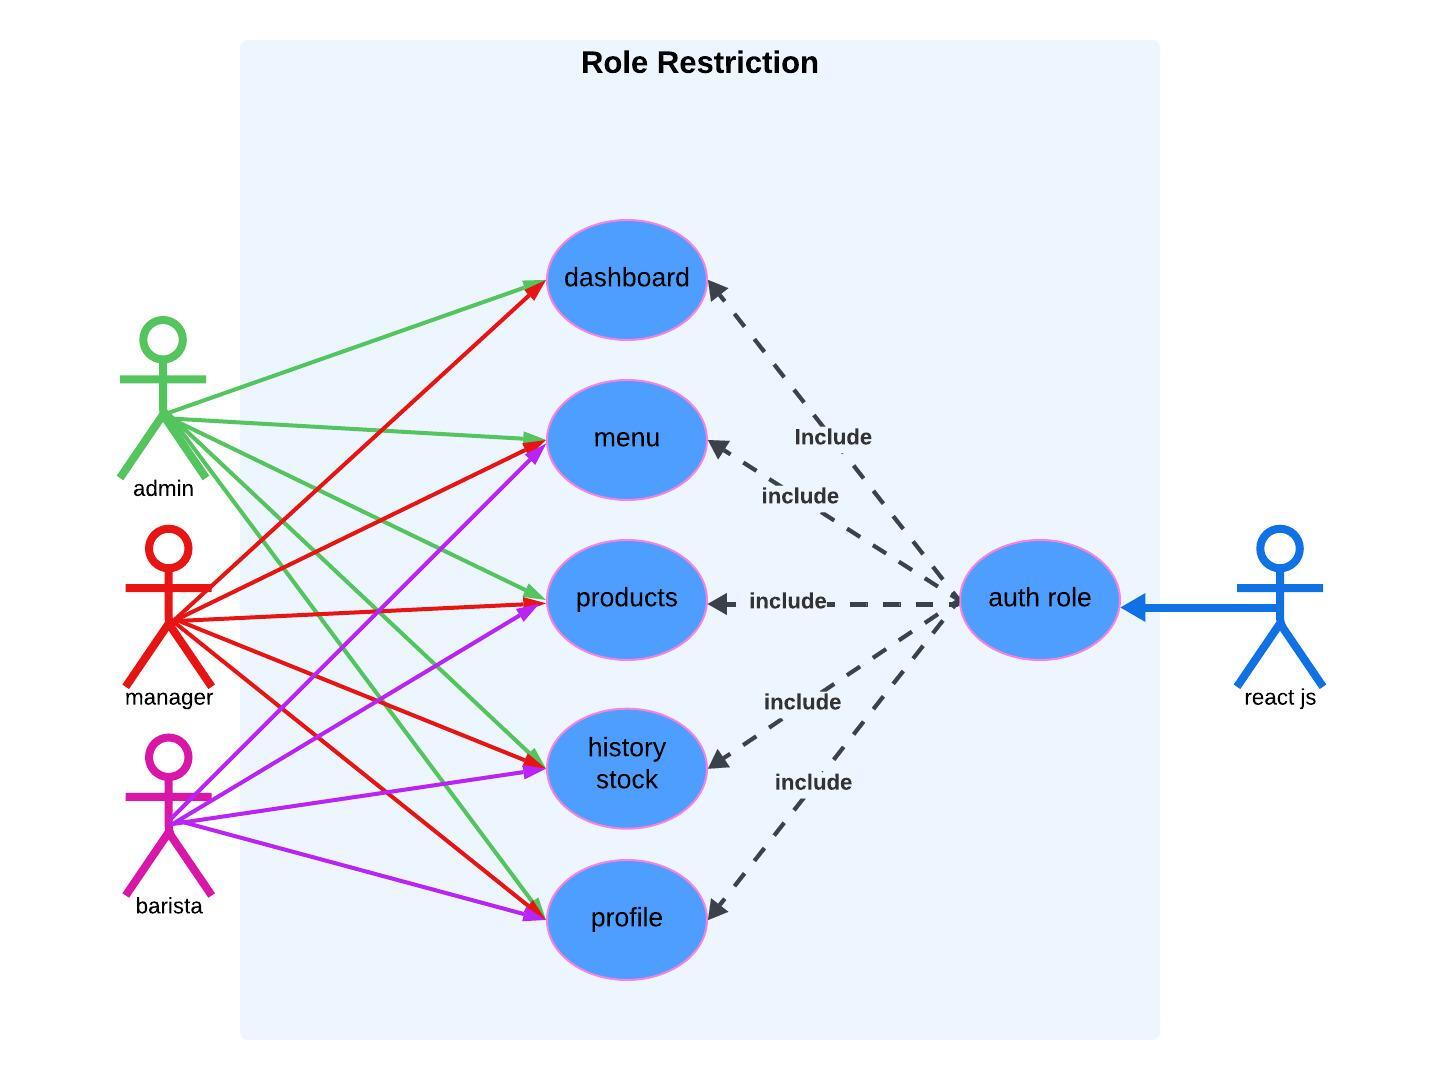 Role Restriction
dashboard
menu
products
history
stock
profile
Include
include
include
include
include
auth role
admin
manager
barista
react js